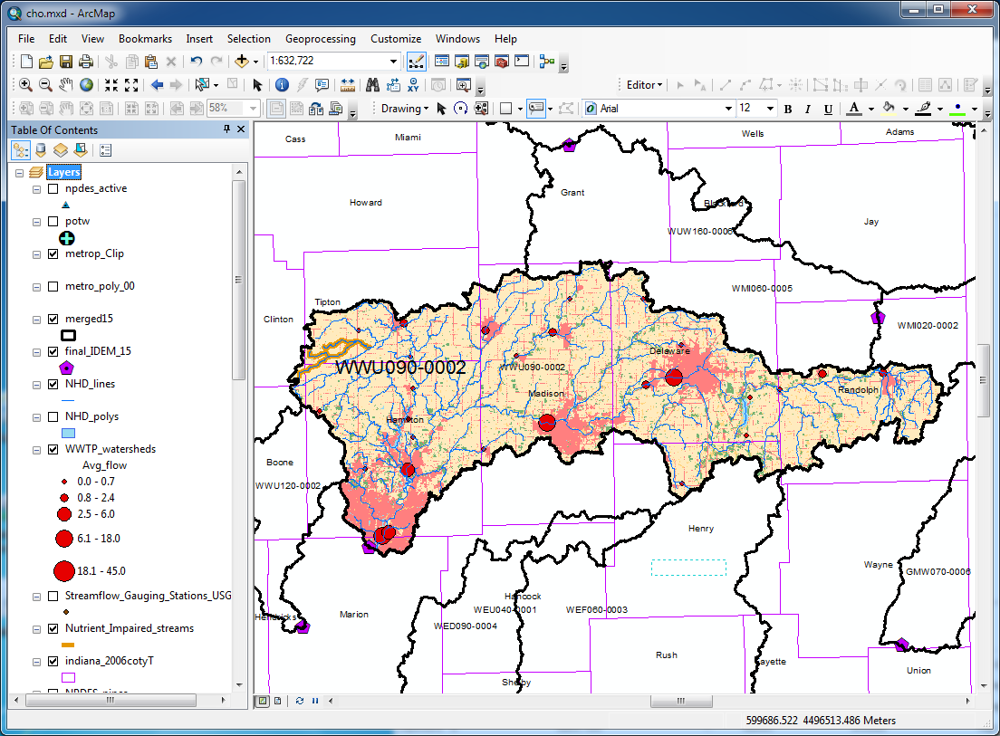 cho.mxd - ArcMap
File Edit View Bookmarks Insert Selection Geoprocessing Customize Windows Help
1:632,722
Editor
58%
Drawing
Arial
12
B I U A
Table Of Contents
Layers
npdes_active
potw
metrop_Clip
metro_poly_00
merged15
final_IDEM_15
NHD_lines
NHD_polys
WWTP_watersheds
Avg_flow
0.0 - 0.7
0.8 - 2.4
2.5 - 6.0
6.1 - 18.0
18.1 - 45.0
Streamflow_Gauging_Stations_USG
Nutrient_Impaired_streams
indiana_2006cotyT
Cass
Miami
Wells
Adams
Howard
Grant
Blackford
Jay
WUW160-0006
WMI060-0005
Tipton
Clinton
WMI020-0002
Delaware
WWU090-0002
WWU090-0002
Madison
Randolph
Hamilton
Boone
WWU120-0002
Henry
Wayne
GMW070-0006
Hancock
WEU040-0001
WEF060-0003
Hendricks
Marion
WED090-0004
Rush
Fayette
Union
Shelby
599686.522 4496513.486 Meters